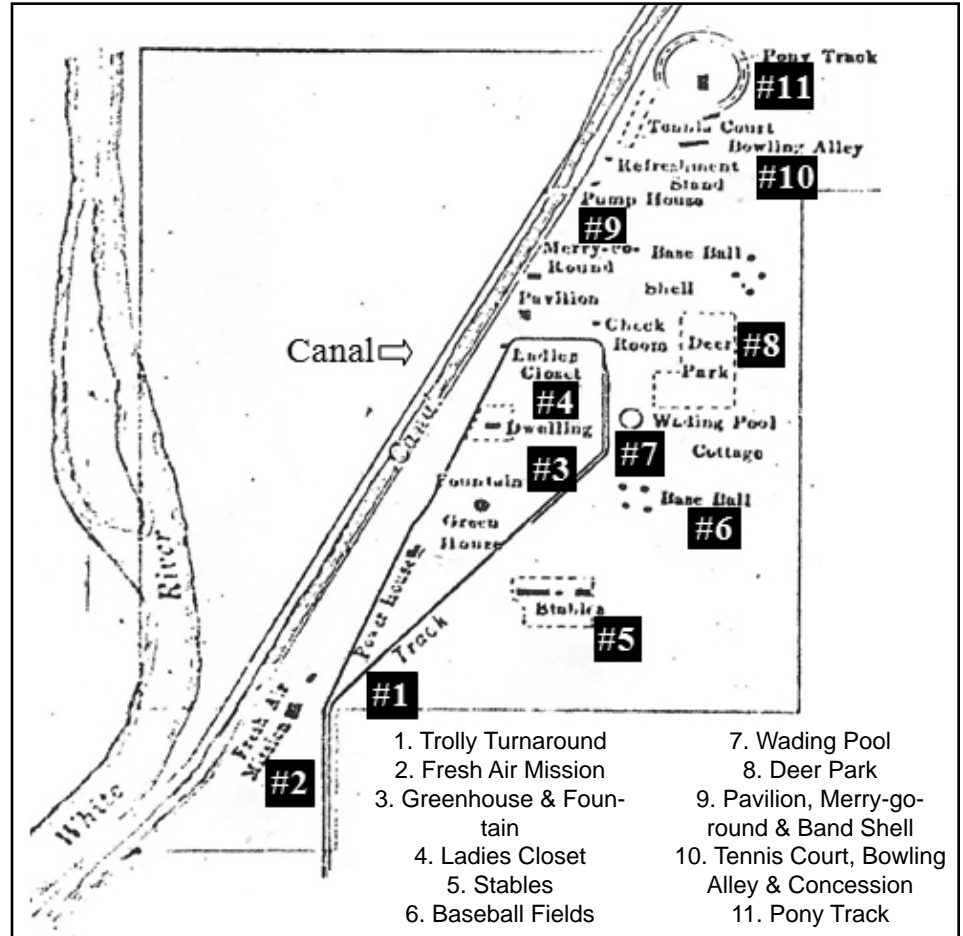 Pony Track
#11
Tennis Court
Bowling Alley
#10
Refreshment
Stand
Pump House
#9
Merry-go-
Round
Base Ball
Shell
Pavilion
Check
Room
Deer
Park
#8
Canal
Ladies
Closet
#4
Dwelling
Wading Pool
#7
Cottage
#3
Fountain
Canal
Base Ball
#6
Green
House
Power House
Stables
#5
Track
River
#1
Fresh Air
Mission
#2
White
1. Trolly Turnaround
2. Fresh Air Mission
3. Greenhouse & Foun-
tain
4. Ladies Closet
5. Stables
6. Baseball Fields
7. Wading Pool
8. Deer Park
9. Pavilion, Merry-go-
round & Band Shell
10. Tennis Court, Bowling
Alley & Concession
11. Pony Track